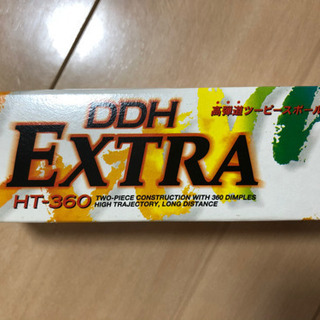 DDH
高弾道ツーピースボール
EXTRA
HT-360
TWO-PIECE CONSTRUCTION WITH 360 DIMPLES
HIGH TRAJECTORY, LONG DISTANCE